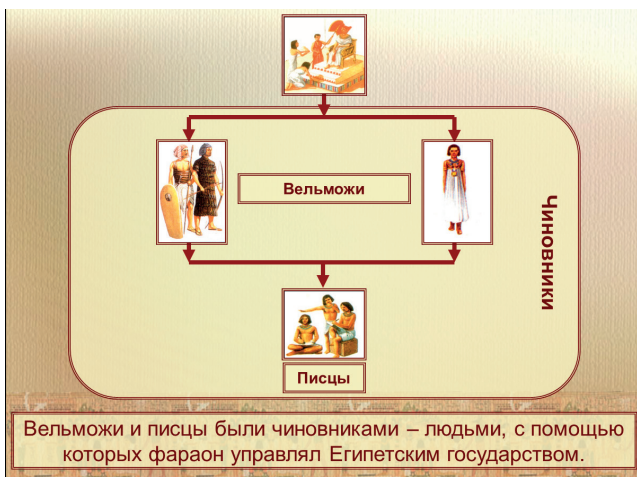 Вельможи
Чиновники
Писцы
Вельможи и писцы были чиновниками – людьми, с помощью
которых фараон управлял Египетским государством.